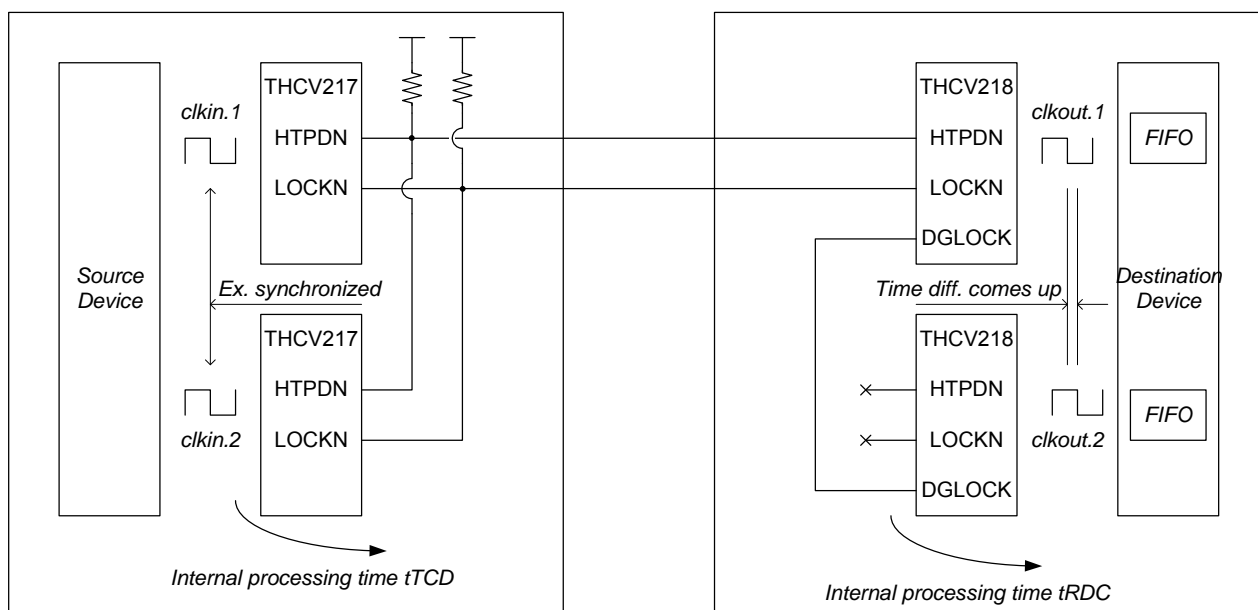 THCV217
clkin.1
HTPDN
LOCKN
Source
Device
Ex. synchronized
THCV217
HTPDN
clkin.2
LOCKN
Internal processing time tTCD
THCV218
clkout.1
HTPDN
FIFO
LOCKN
DGLOCK
Time diff. comes up
Destination
Device
THCV218
HTPDN
FIFO
LOCKN
clkout.2
DGLOCK
Internal processing time tRDC